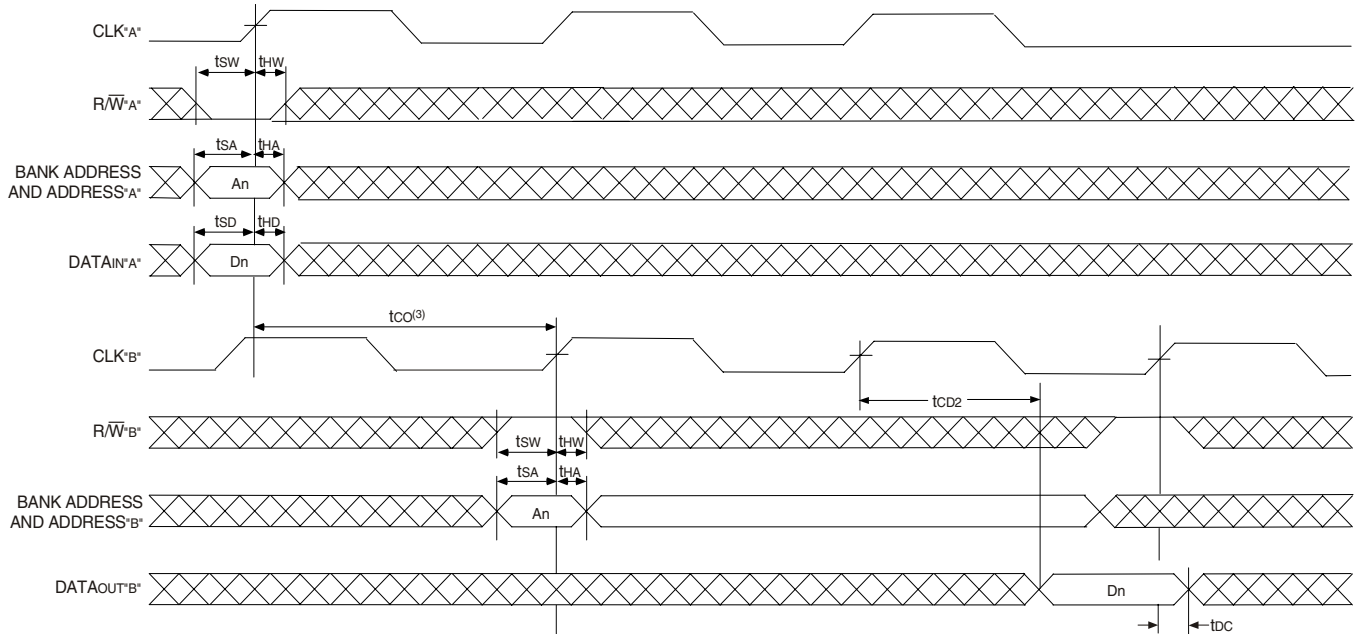 CLK"A"
tSW tHW
R/W̅"A"
tSA tHA
BANK ADDRESS
AND ADDRESS"A"
An
tSD tHD
DATAIN"A"
Dn
tCO(3)
CLK"B"
tCD2
R/W̅"B"
tSW tHW
tSA tHA
BANK ADDRESS
AND ADDRESS"B"
An
DATAOUT"B"
Dn
tDC